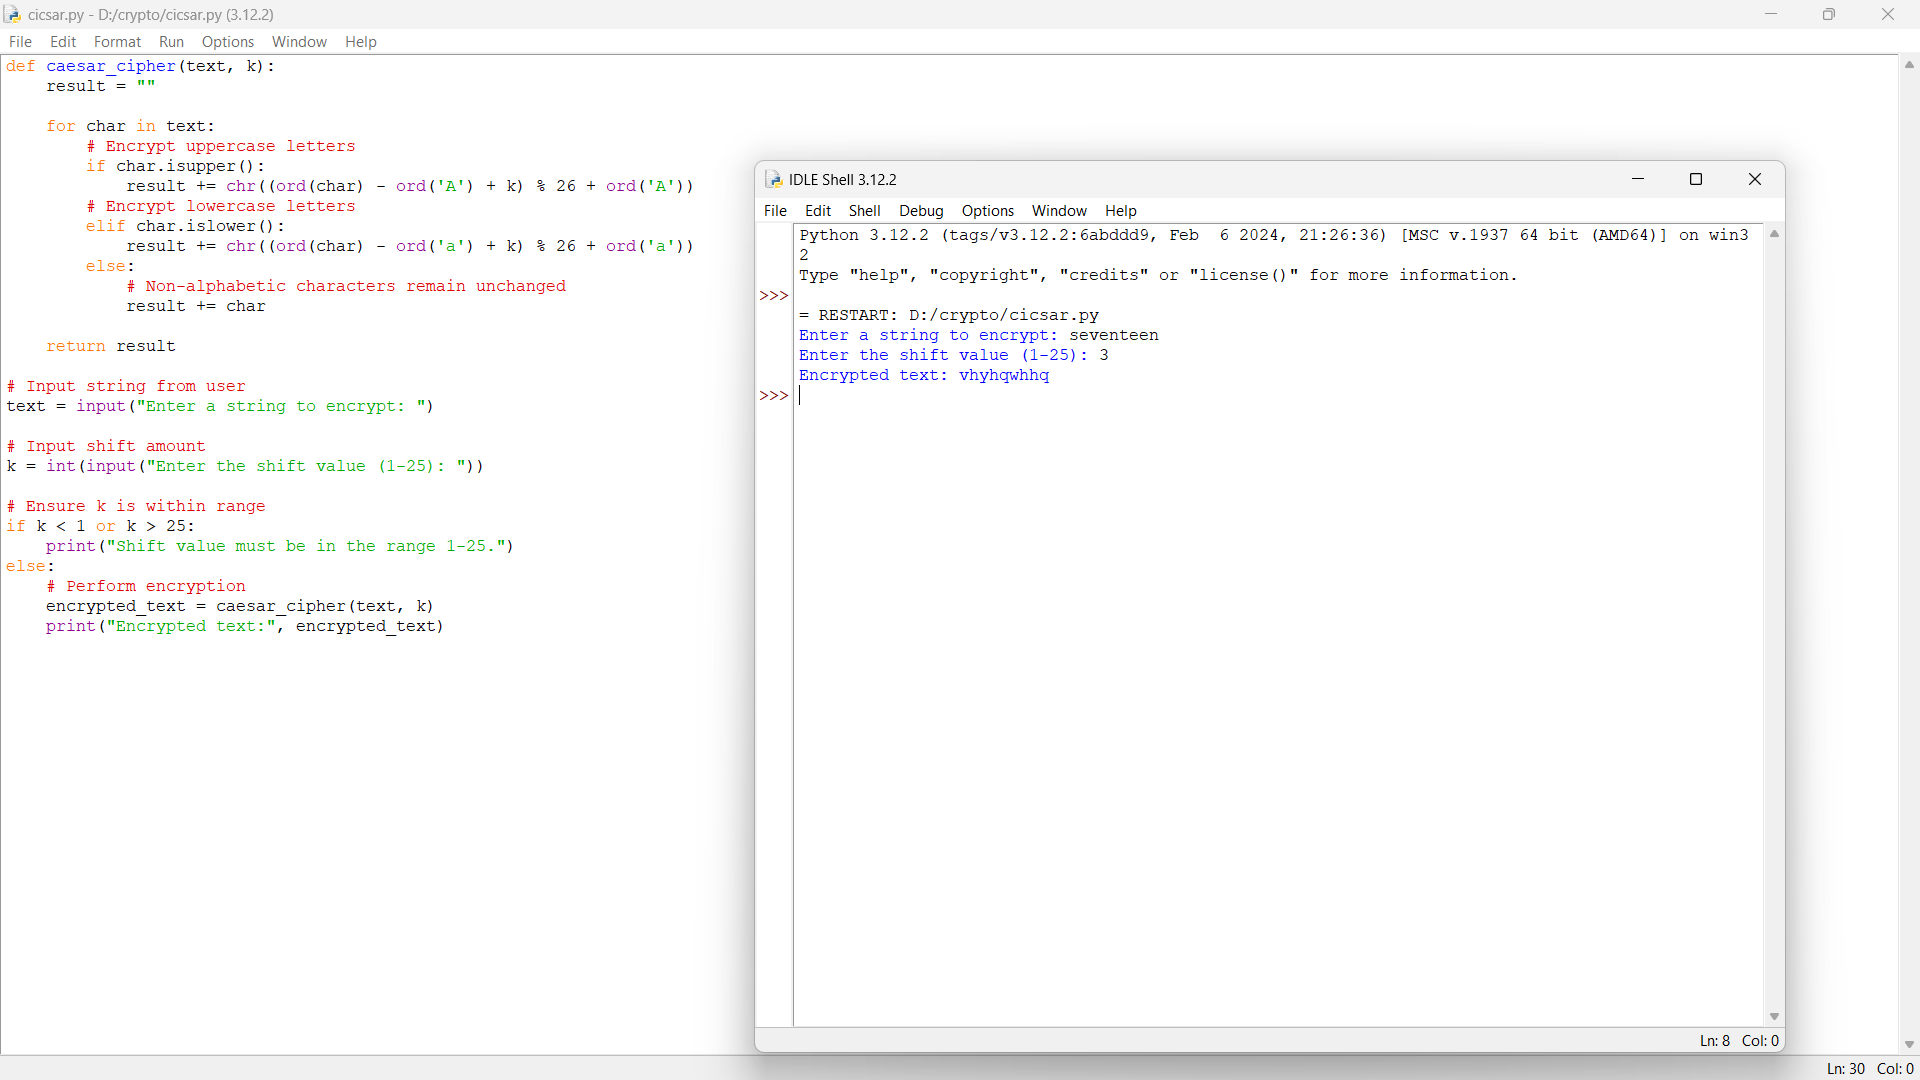 cicsar.py - D:/crypto/cicsar.py (3.12.2)
File Edit Format Run Options Window Help
def caesar_cipher(text, k):
    result = ""

    for char in text:
        # Encrypt uppercase letters
        if char.isupper():
            result += chr((ord(char) - ord('A') + k) % 26 + ord('A'))
        # Encrypt lowercase letters
        elif char.islower():
            result += chr((ord(char) - ord('a') + k) % 26 + ord('a'))
        else:
            # Non-alphabetic characters remain unchanged
            result += char

    return result

# Input string from user
text = input("Enter a string to encrypt: ")

# Input shift amount
k = int(input("Enter the shift value (1-25): "))

# Ensure k is within range
if k < 1 or k > 25:
    print("Shift value must be in the range 1-25.")
else:
    # Perform encryption
    encrypted_text = caesar_cipher(text, k)
    print("Encrypted text:", encrypted_text)
IDLE Shell 3.12.2
File Edit Shell Debug Options Window Help
Python 3.12.2 (tags/v3.12.2:6abddd9, Feb  6 2024, 21:26:36) [MSC v.1937 64 bit (AMD64)] on win3
2
Type "help", "copyright", "credits" or "license()" for more information.
>>>
= RESTART: D:/crypto/cicsar.py
Enter a string to encrypt: seventeen
Enter the shift value (1-25): 3
Encrypted text: vhyhqwhhq
>>>
Ln: 8 Col: 0
Ln: 30 Col: 0